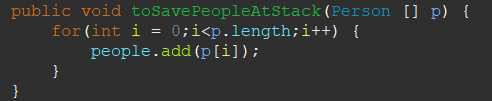 public void toSavePeopleAtStack(Person [] p) {
    for(int i = 0;i<p.length;i++) {
        people.add(p[i]);
    }
}